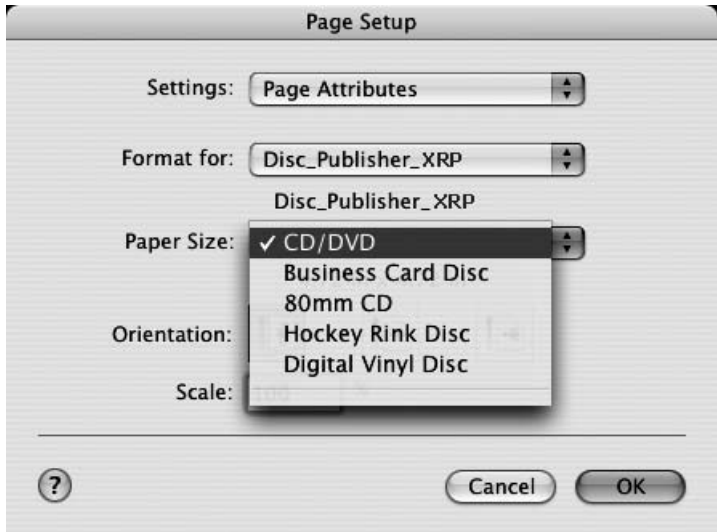 Page Setup
Settings: Page Attributes
Format for: Disc_Publisher_XRP
Disc_Publisher_XRP
Paper Size: ✓ CD/DVD
Business Card Disc
80mm CD
Hockey Rink Disc
Digital Vinyl Disc
Orientation:
Scale: 100 %
? Cancel OK